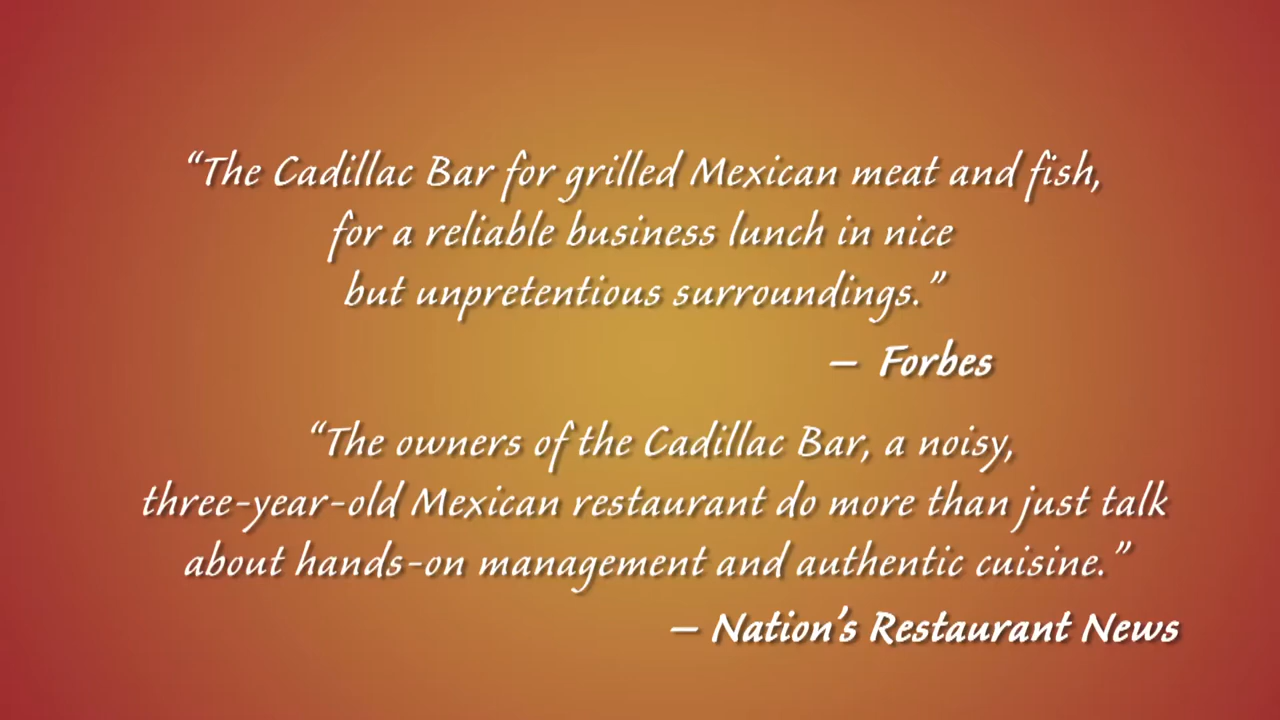 “The Cadillac Bar for grilled Mexican meat and fish,
for a reliable business lunch in nice
but unpretentious surroundings.”
– Forbes
“The owners of the Cadillac Bar, a noisy,
three-year-old Mexican restaurant do more than just talk
about hands-on management and authentic cuisine.”
– Nation’s Restaurant News